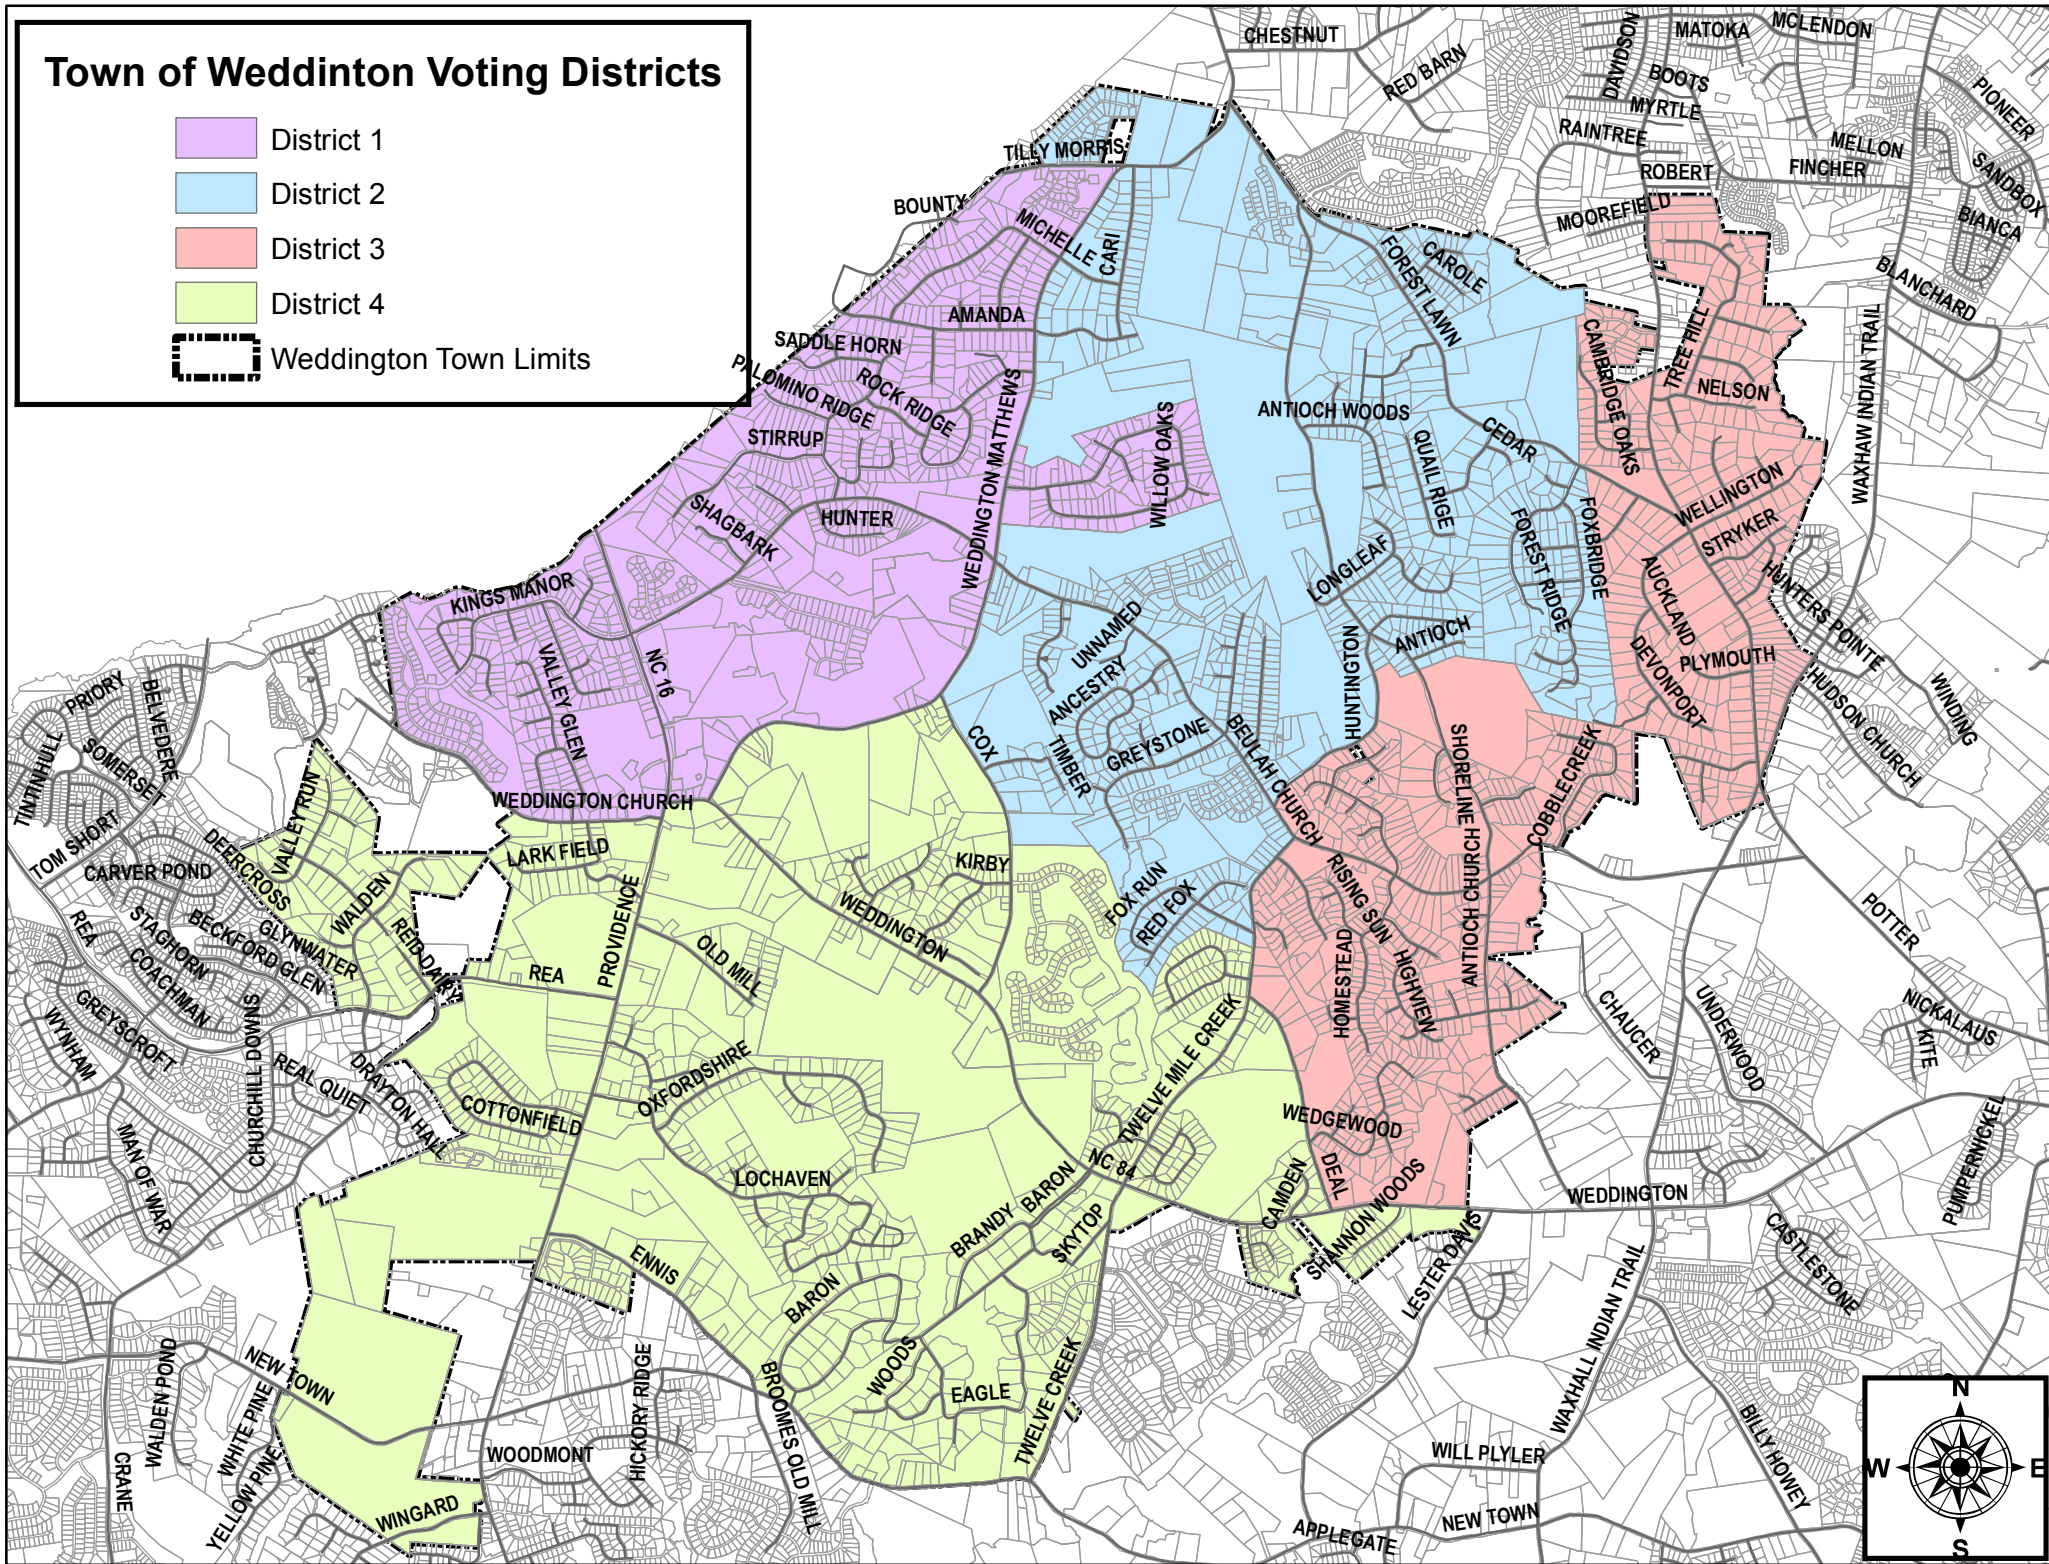 Town of Weddinton Voting Districts
District 1
District 2
District 3
District 4
Weddington Town Limits
CHESTNUT
RED BARN
DAVIDSON
MATOKA
MCLENDON
BOOTS
MYRTLE
RAINTREE
ROBERT
MELLON
FINCHER
PIONEER
SANDBOX
BIANCA
BLANCHARD
MOOREFIELD
TILLY MORRIS
BOUNTY
MICHELLE
CARI
FOREST LAWN
CAROLE
AMANDA
SADDLE HORN
PALOMINO RIDGE
ROCK RIDGE
STIRRUP
WEDDINGTON MATTHEWS
WILLOW OAKS
ANTIOCH WOODS
QUAIL RIGE
CEDAR
CAMBRIDGE OAKS
TREE HILL
NELSON
WAXHAW INDIAN TRAIL
WELLINGTON
STRYKER
SHAGBARK
HUNTER
FOREST RIDGE
FOXBRIDGE
LONGLEAF
AUCKLAND
HUNTERS POINTE
KINGS MANOR
VALLEY GLEN
NC 16
UNNAMED
ANCESTRY
HUNTINGTON
ANTIOCH
DEVONPORT
PLYMOUTH
WINDING
HUDSON CHURCH
PRIORY
BELVEDERE
TINTINHULL
SOMERSET
COX
TIMBER
GREYSTONE
BEULAH CHURCH
SHORELINE
COBBLECREEK
TOM SHORT
VALLEY RUN
DEERCROSS
WEDDINGTON CHURCH
LARK FIELD
KIRBY
CARVER POND
WALDEN
REID DAIRY
PROVIDENCE
WEDDINGTON
FOX RUN
RED FOX
RISING SUN
ANTIOCH CHURCH
POTTER
REA
STAGHORN
BECKFORD GLEN
GLYNWATER
COACHMAN
GREYSCROFT
WYNHAM
REA
OLD MILL
HOMESTEAD
HIGHVIEW
CHAUCER
UNDERWOOD
NICKALAUS
KITE
CHURCHILL DOWNS
REAL QUIET
DRAYTON HALL
COTTONFIELD
OXFORDSHIRE
TWELVE MILE CREEK
WEDGEWOOD
DEAL
MAN OF WAR
LOCHAVEN
NC 84
BRANDY
BARON
SKYTOP
CAMDEN
SHANNON WOODS
LESTER DAVIS
WEDDINGTON
CASTLESTONE
PUMPERNICKEL
ENNIS
BARON
WOODS
EAGLE
TWELVE CREEK
WAXHALL INDIAN TRAIL
BILLY HOWEY
NEW TOWN
WALDEN POND
WHITE PINE
YELLOW PINE
CRANE
HICKORY RIDGE
BROOMES OLD MILL
WOODMONT
WINGARD
WILL PLYLER
NEW TOWN
APPLEGATE
N
W
E
S